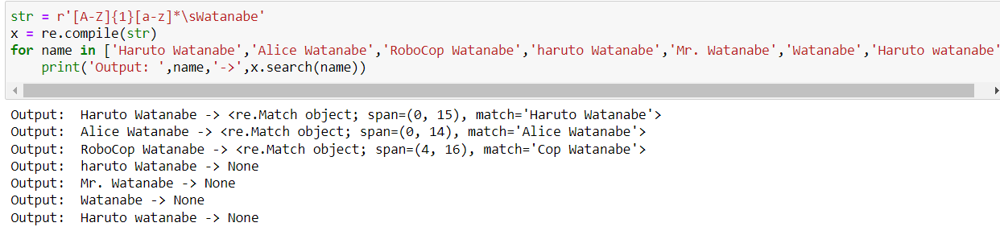 str = r'[A-Z]{1}[a-z]*\sWatanabe'
x = re.compile(str)
for name in ['Haruto Watanabe','Alice Watanabe','RoboCop Watanabe','haruto Watanabe','Mr. Watanabe','Watanabe','Haruto watanabe'
    print('Output: ',name,'->',x.search(name))
Output:  Haruto Watanabe -> <re.Match object; span=(0, 15), match='Haruto Watanabe'>
Output:  Alice Watanabe -> <re.Match object; span=(0, 14), match='Alice Watanabe'>
Output:  RoboCop Watanabe -> <re.Match object; span=(4, 16), match='Cop Watanabe'>
Output:  haruto Watanabe -> None
Output:  Mr. Watanabe -> None
Output:  Watanabe -> None
Output:  Haruto watanabe -> None